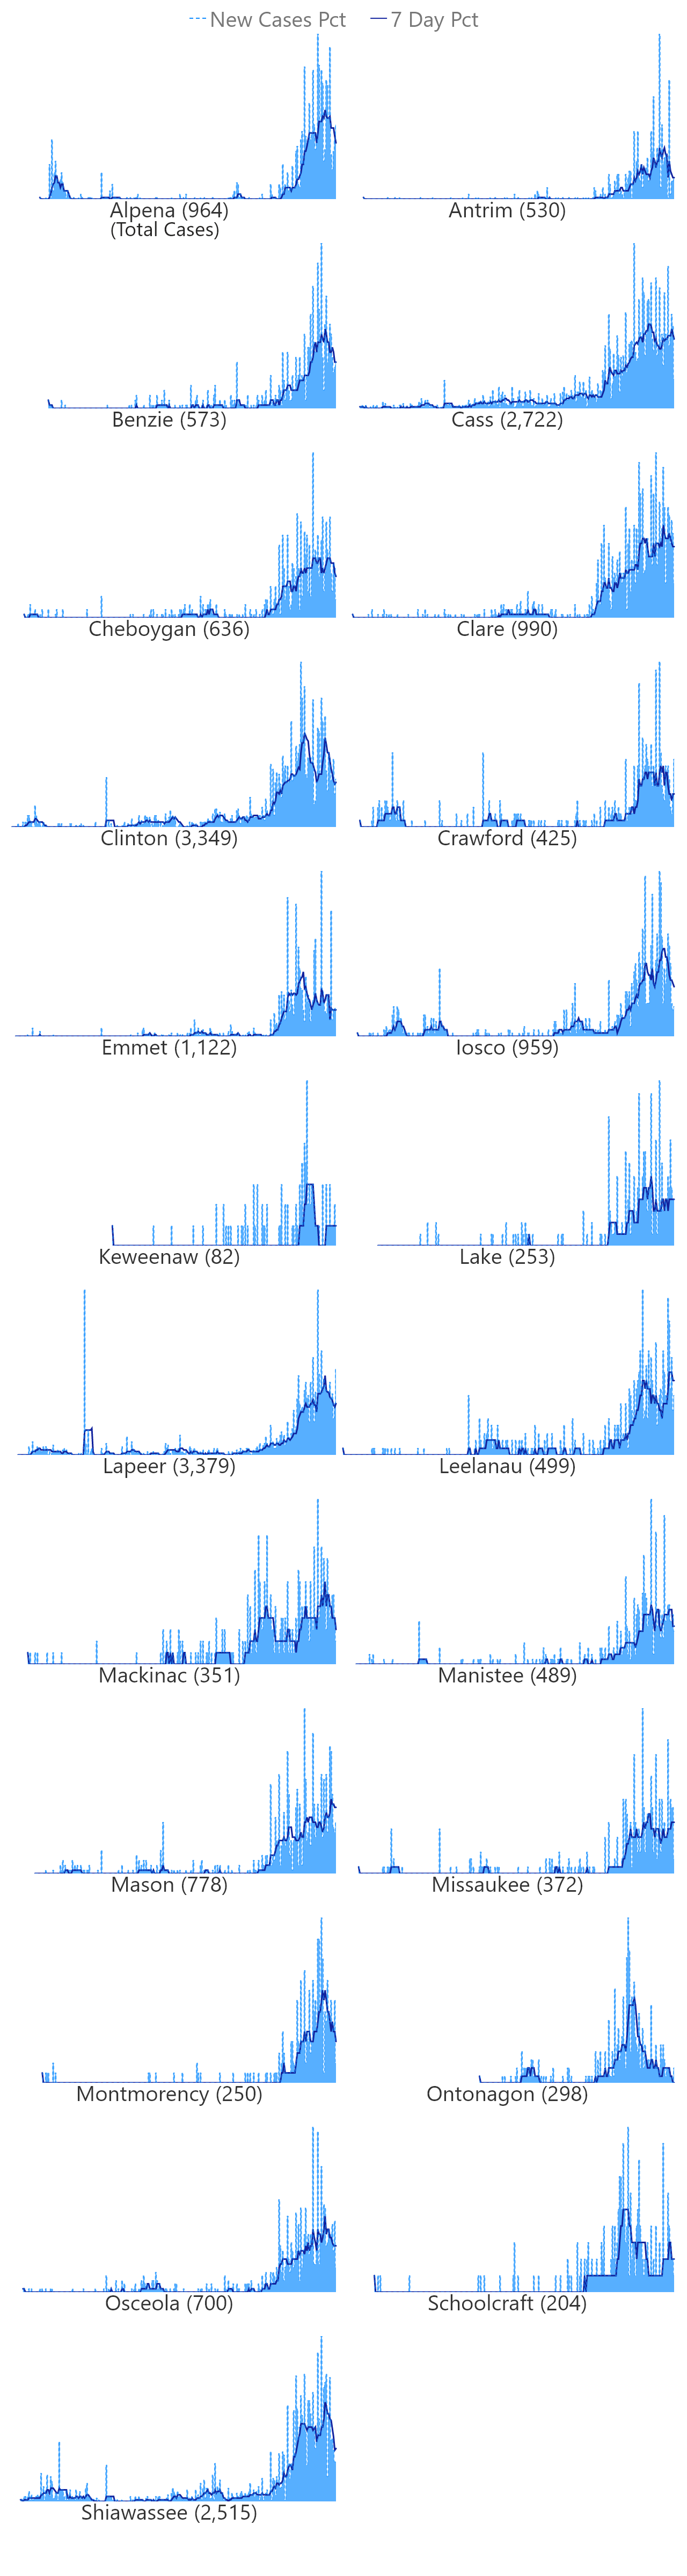 New Cases Pct 7 Day Pct
Alpena (964) Antrim (530)
(Total Cases)
Benzie (573) Cass (2,722)
Cheboygan (636) Clare (990)
Clinton (3,349) Crawford (425)
Emmet (1,122) Iosco (959)
Keweenaw (82) Lake (253)
Lapeer (3,379) Leelanau (499)
Mackinac (351) Manistee (489)
Mason (778) Missaukee (372)
Montmorency (250) Ontonagon (298)
Osceola (700) Schoolcraft (204)
Shiawassee (2,515)